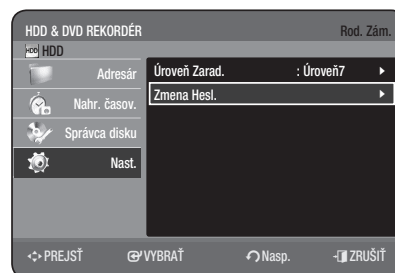 HDD & DVD REKORDÉR Rod. Zám.
HDD HDD
Adresár
Nahr. časov.
Správca disku
Nast.
Úroveň Zarad. : Úroveň7
Zmena Hesl.
PREJSŤ VYBRAŤ Nasp. ZRUŠIŤ